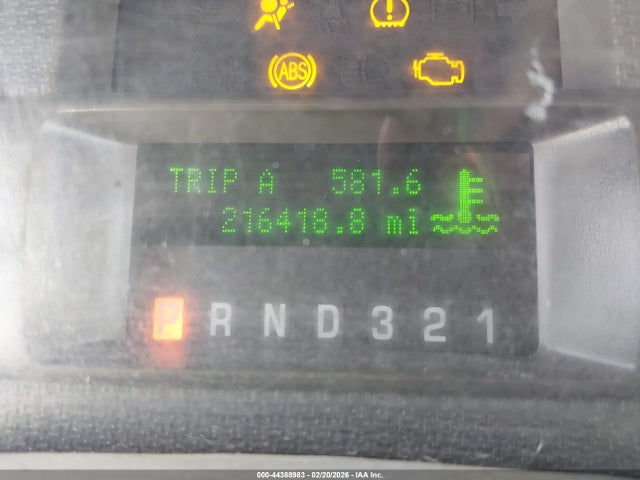 ABS
TRIP A 581.6
216418.8 mi
P R N D 3 2 1
000-44388983 - 02/20/2026 - IAA Inc.